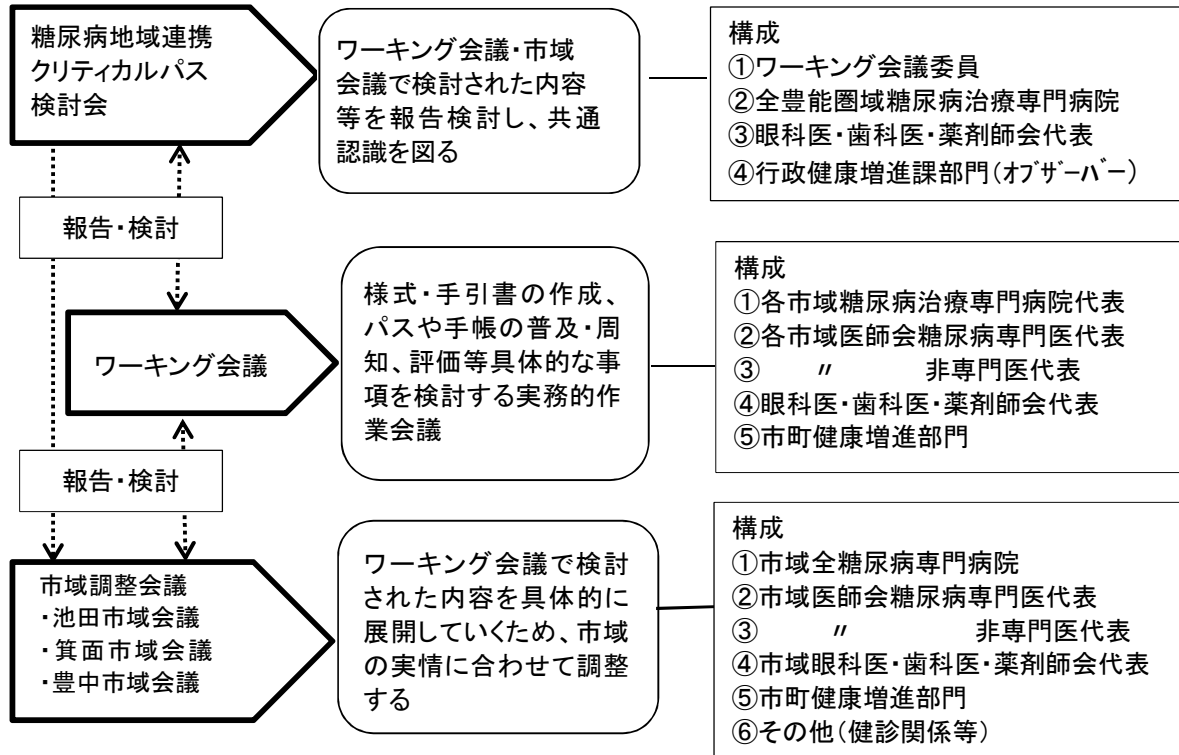 糖尿病地域連携
クリティカルパス
検討会
ワーキング会議・市域
会議で検討された内容
等を報告検討し、共通
認識を図る
構成
①ワーキング会議委員
②全豊能圏域糖尿病治療専門病院
③眼科医・歯科医・薬剤師会代表
④行政健康増進課部門(ｵﾌﾞｻﾞｰﾊﾞｰ)
報告・検討
ワーキング会議
様式・手引書の作成、
パスや手帳の普及・周
知、評価等具体的な事
項を検討する実務的作
業会議
構成
①各市域糖尿病治療専門病院代表
②各市域医師会糖尿病専門医代表
③　　〃　　　　非専門医代表
④眼科医・歯科医・薬剤師会代表
⑤市町健康増進部門
報告・検討
市域調整会議
・池田市域会議
・箕面市域会議
・豊中市域会議
ワーキング会議で検討
された内容を具体的に
展開していくため、市域
の実情に合わせて調整
する
構成
①市域全糖尿病専門病院
②市域医師会糖尿病専門医代表
③　　　〃　　　　　非専門医代表
④市域眼科医・歯科医・薬剤師会代表
⑤市町健康増進部門
⑥その他(健診関係等)